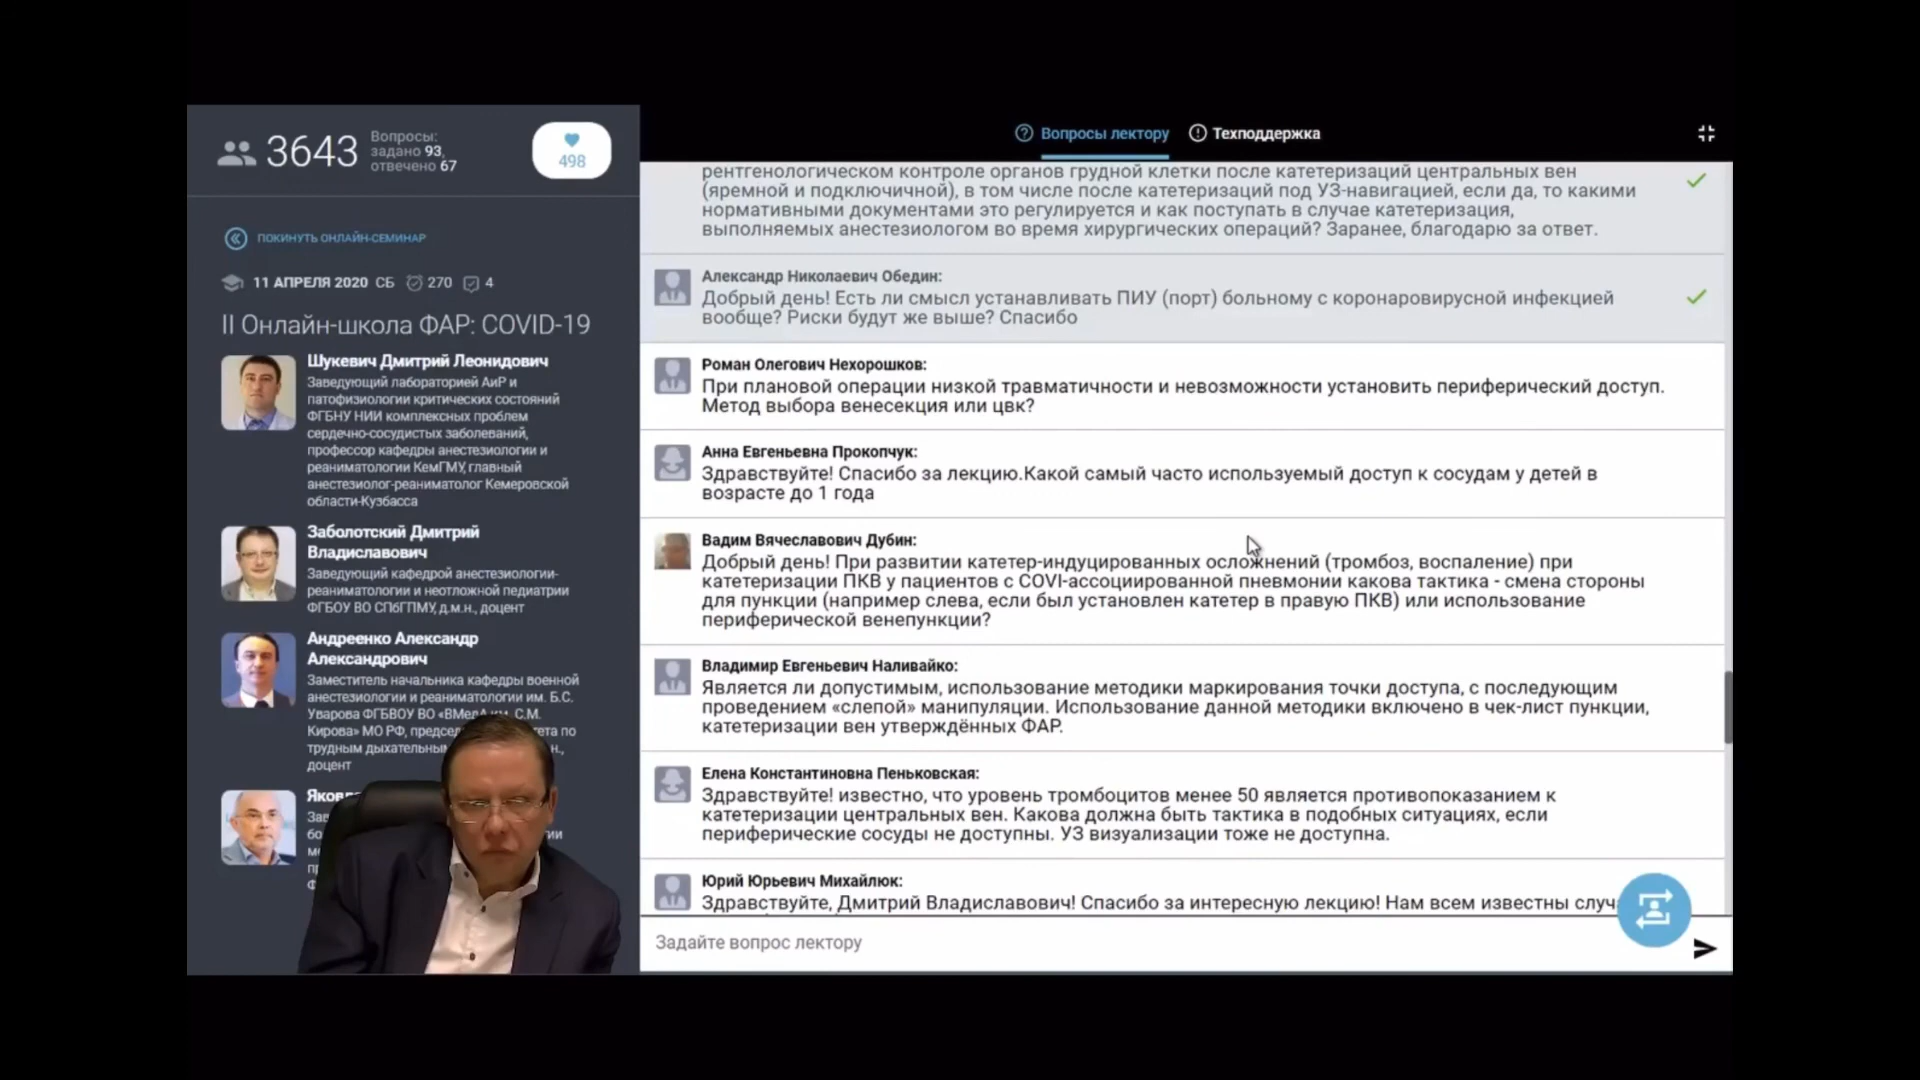 3643
Вопросы:
задано 93,
отвечено 67
498
ПОКИНУТЬ ОНЛАЙН-СЕМИНАР
11 АПРЕЛЯ 2020 СБ 270 4
II Онлайн-школа ФАР: COVID-19
Шукевич Дмитрий Леонидович
Заведующий лабораторией АиР и
патофизиологии критических состояний
ФГБНУ НИИ комплексных проблем
сердечно-сосудистых заболеваний,
профессор кафедры анестезиологии и
реаниматологии КемГМУ, главный
анестезиолог-реаниматолог Кемеровской
области-Кузбасса
Заболотский Дмитрий
Владиславович
Заведующий кафедрой анестезиологии-
реаниматологии и неотложной педиатрии
ФГБОУ ВО СПбГПМУ, д.м.н., доцент
Андреенко Александр
Александрович
Заместитель начальника кафедры военной
анестезиологии и реаниматологии им. Б.С.
Уварова ФГБВОУ ВО С.М.
Кирова» МО РФ, по
трудным
доцент
Вопросы лектору
Техподдержка
рентгенологическом контроле органов грудной клетки после катетеризаций центральных вен
(яремной и подключичной), в том числе после катетеризаций под УЗ-навигацией, если да, то какими
нормативными документами это регулируется и как поступать в случае катетеризация,
выполняемых анестезиологом во время хирургических операций? Заранее, благодарю за ответ.
Александр Николаевич Обедин:
Добрый день! Есть ли смысл устанавливать ПИУ (порт) больному с коронаровирусной инфекцией
вообще? Риски будут же выше? Спасибо
Роман Олегович Нехорошков:
При плановой операции низкой травматичности и невозможности установить периферический доступ.
Метод выбора венесекция или цвк?
Анна Евгеньевна Прокопчук:
Здравствуйте! Спасибо за лекцию.Какой самый часто используемый доступ к сосудам у детей в
возрасте до 1 года
Вадим Вячеславович Дубин:
Добрый день! При развитии катетер-индуцированных осложнений (тромбоз, воспаление) при
катетеризации ПКВ у пациентов с COVI-ассоциированной пневмонии какова тактика - смена стороны
для пункции (например слева, если был установлен катетер в правую ПКВ) или использование
периферической венепункции?
Владимир Евгеньевич Наливайко:
Является ли допустимым, использование методики маркирования точки доступа, с последующим
проведением «слепой» манипуляции. Использование данной методики включено в чек-лист пункции,
катетеризации вен утверждённых ФАР.
Елена Константиновна Пеньковская:
Здравствуйте! известно, что уровень тромбоцитов менее 50 является противопоказанием к
катетеризации центральных вен. Какова должна быть тактика в подобных ситуациях, если
периферические сосуды не доступны. УЗ визуализации тоже не доступна.
Юрий Юрьевич Михайлюк:
Здравствуйте, Дмитрий Владиславович! Спасибо за интересную лекцию! Нам всем известны
Задайте вопрос лектору